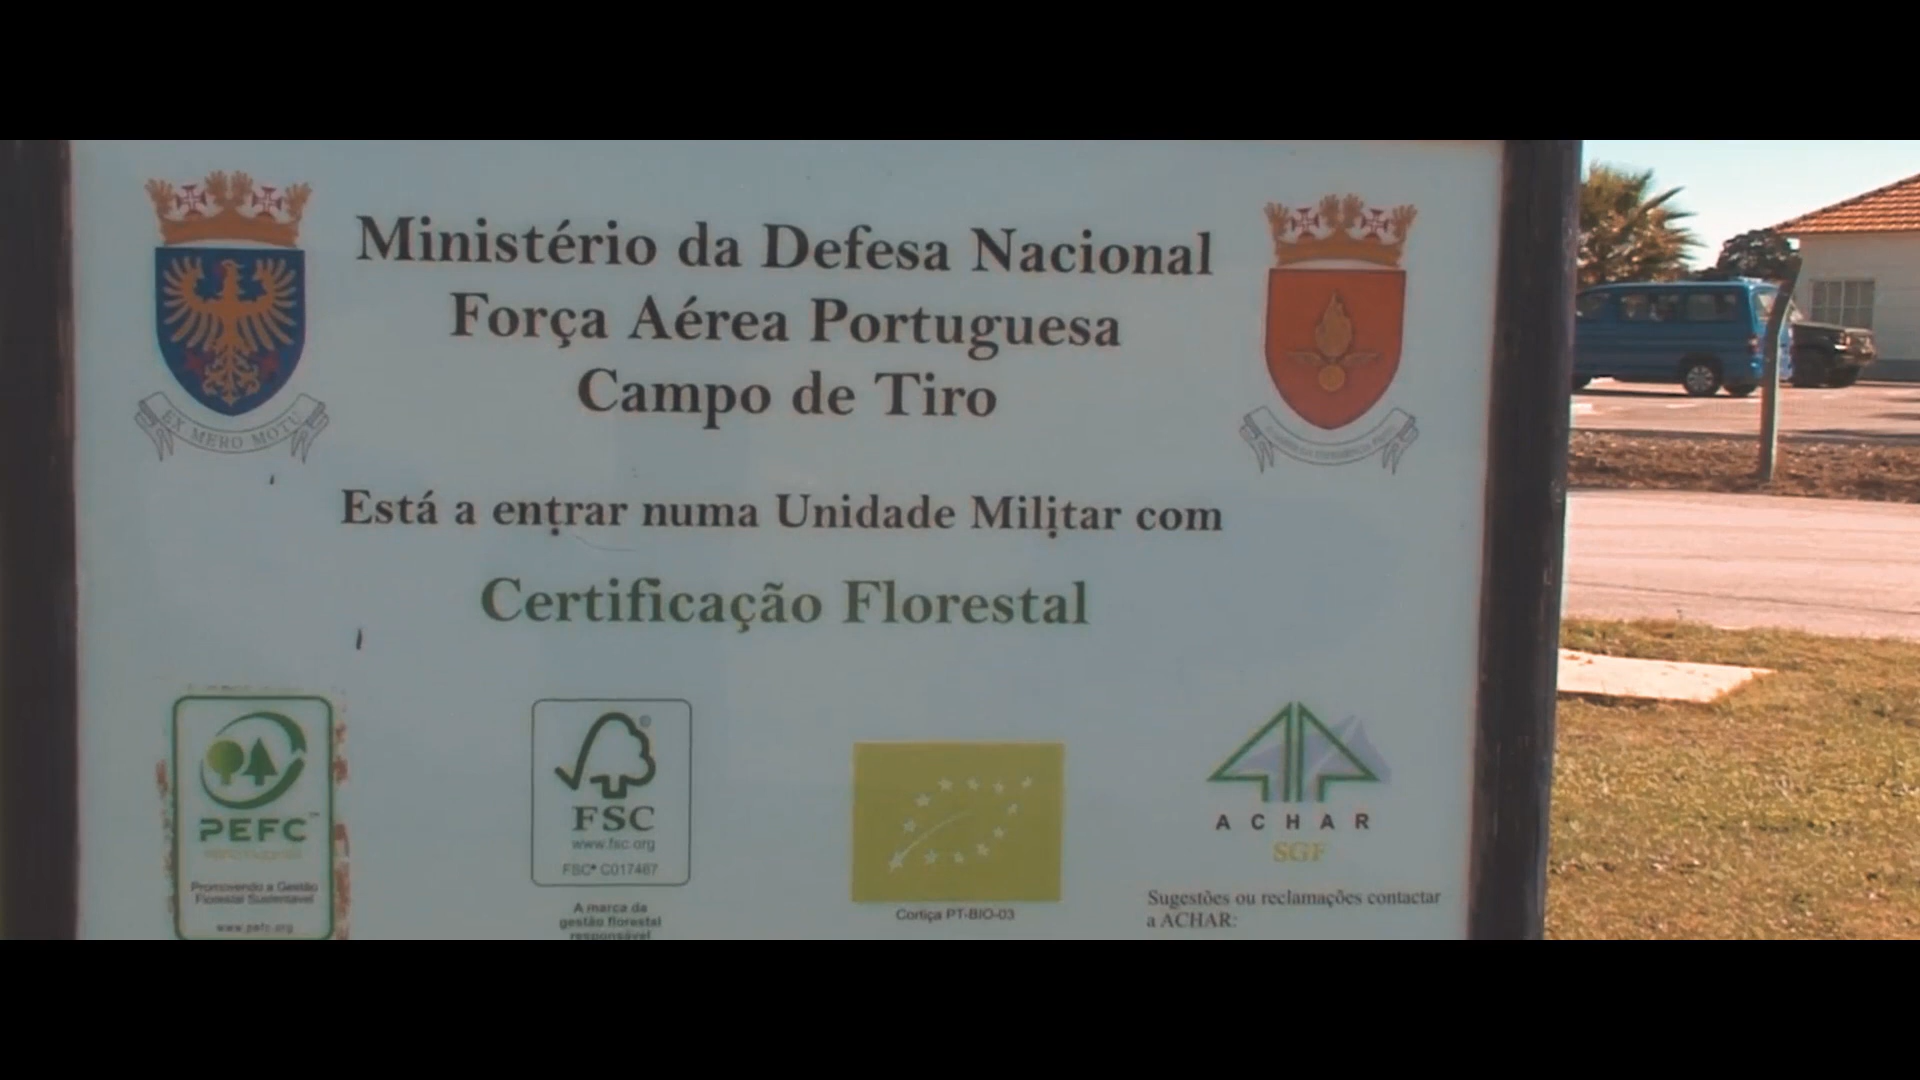 Ministério da Defesa Nacional
Força Aérea Portuguesa
Campo de Tiro
EX MERO MOTU
Está a entrar numa Unidade Militar com
Certificação Florestal
PEFC™
Promovendo a Gestão
Florestal Sustentável
www.pefc.org
®
FSC
www.fsc.org
FSC® C017487
A marca da
gestão florestal
responsável
Cortiça PT-BIO-03
ACHAR
SGF
Sugestões ou reclamações contactar
a ACHAR: